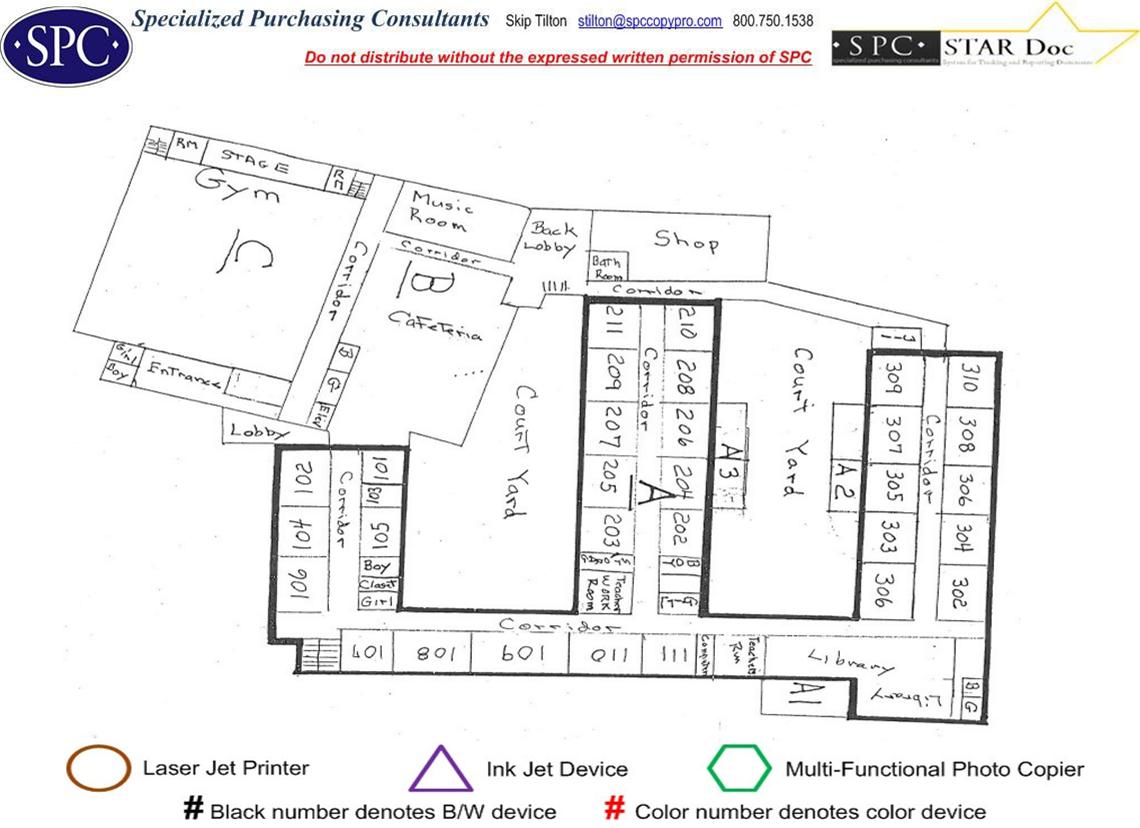 Specialized Purchasing Consultants Skip Tilton stilton@spccopypro.com 800.750.1538
·SPC·
Do not distribute without the expressed written permission of SPC
·SPC· STAR Doc
specialized purchasing consultants System for Tracking and Reporting Documents
RM STAGE RM
Gym
C
Music
Room
Corridor
Back
Lobby
Shop
Bath
Room
Corridor
Corridor
B
Cafeteria
Girl
Boy
Entrance
B
G
Elev
Lobby
Court Yard
211 210
209 208
207 206
205 204
203 202
Corridor
A
Teacher
WORK
Room
B
G
A3
Court Yard
A2
309 310
307 308
305 306
303 304
306 302
Corridor
201 101
104 103
106 105
Corridor
Boy
Closet
Girl
Corridor
107 108 109 110 111
Computer
Teachers
Rm
Library
Library
A1
B G
Laser Jet Printer Ink Jet Device Multi-Functional Photo Copier
# Black number denotes B/W device # Color number denotes color device